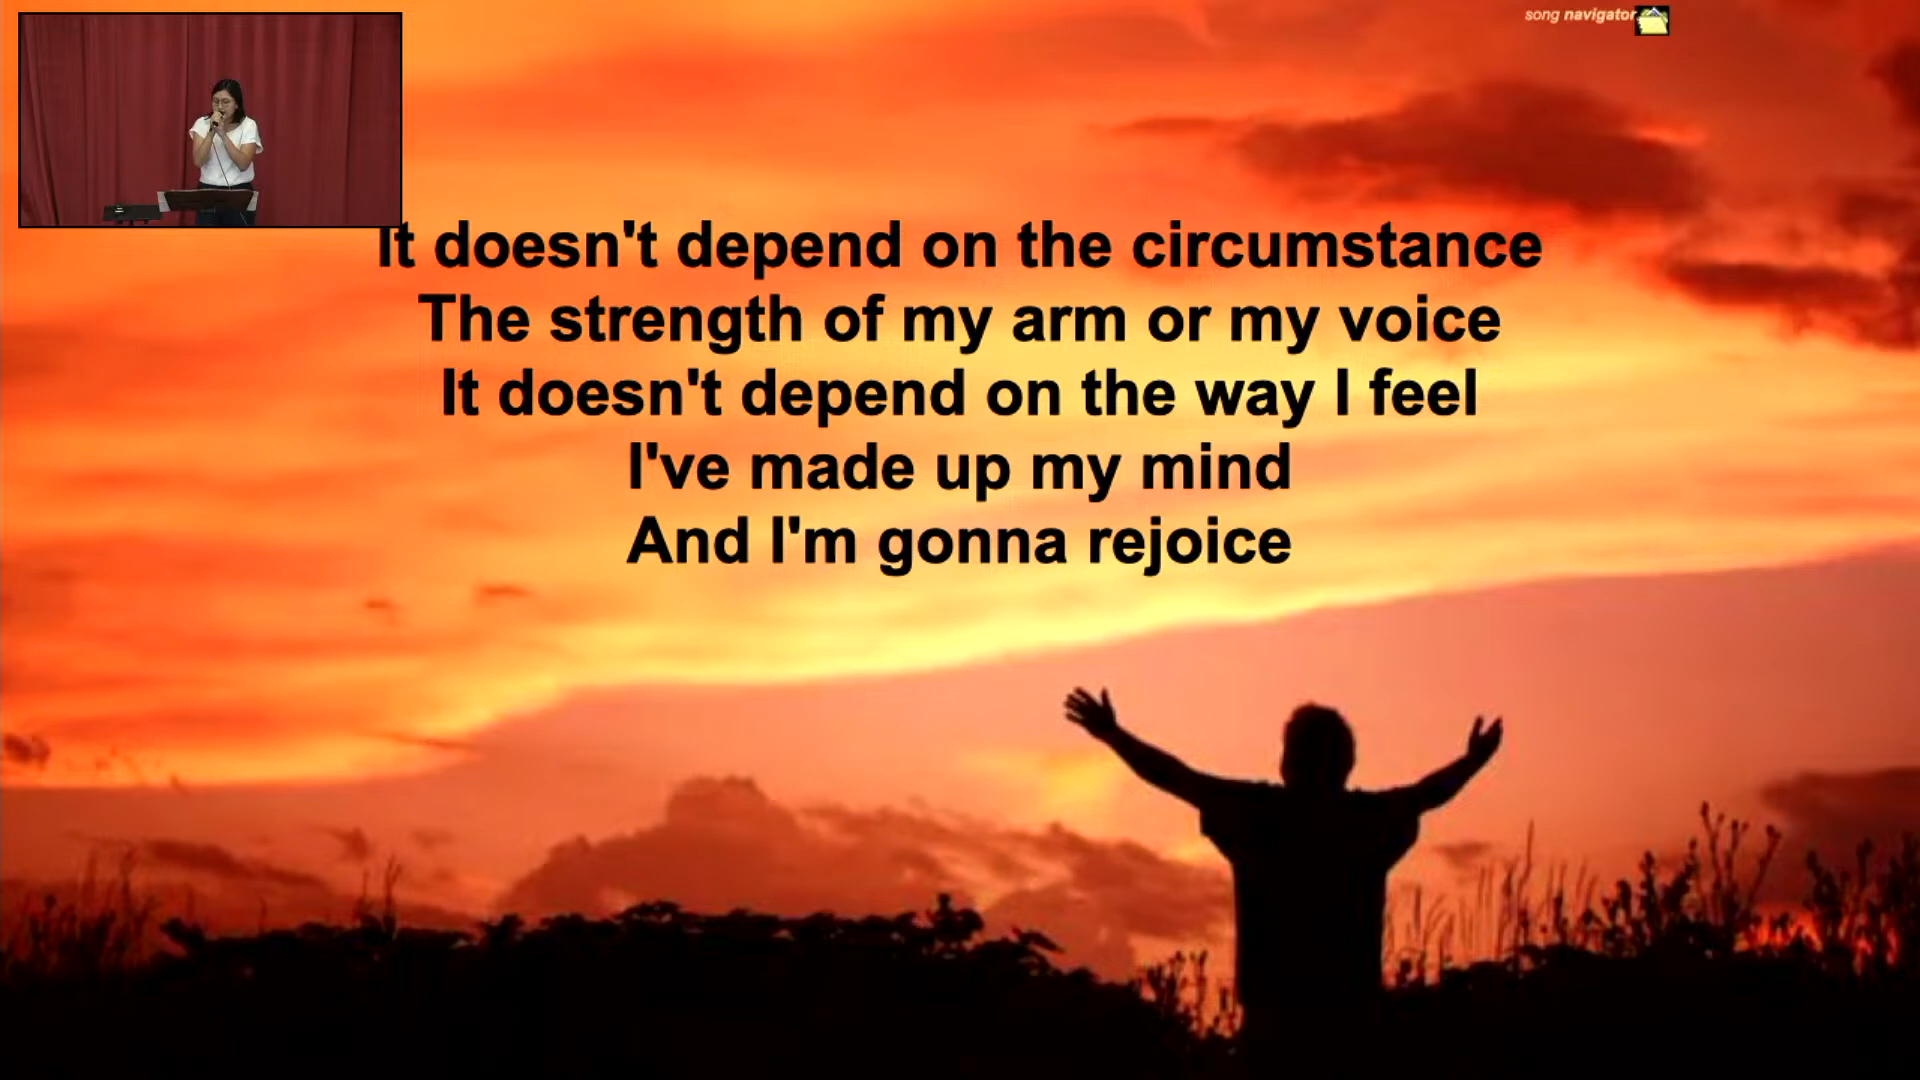 song navigator
It doesn't depend on the circumstance
The strength of my arm or my voice
It doesn't depend on the way I feel
I've made up my mind
And I'm gonna rejoice